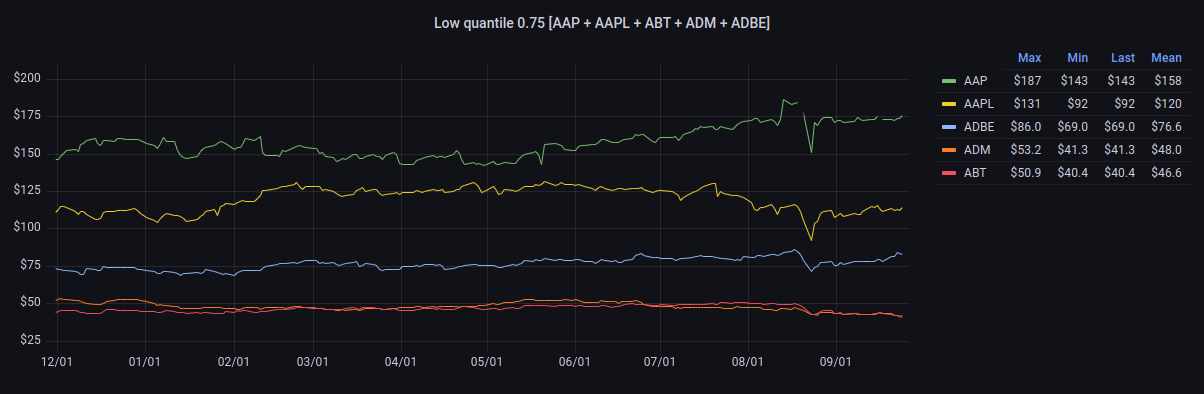 Low quantile 0.75 [AAP + AAPL + ABT + ADM + ADBE]
$200
$175
$150
$125
$100
$75
$50
$25
12/01 01/01 02/01 03/01 04/01 05/01 06/01 07/01 08/01 09/01
Max Min Last Mean
AAP $187 $143 $143 $158
AAPL $131 $92 $92 $120
ADBE $86.0 $69.0 $69.0 $76.6
ADM $53.2 $41.3 $41.3 $48.0
ABT $50.9 $40.4 $40.4 $46.6